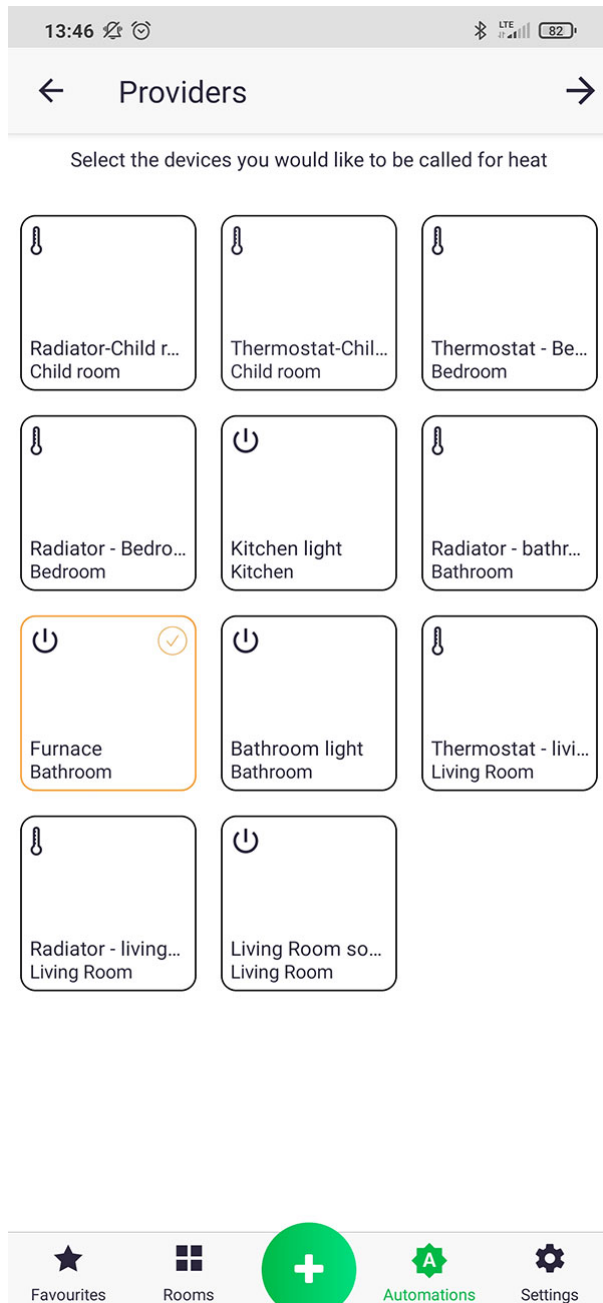 13:46
LTE
82
Providers
Select the devices you would like to be called for heat
Radiator-Child r...
Child room
Thermostat-Chil...
Child room
Thermostat - Be...
Bedroom
Radiator - Bedro...
Bedroom
Kitchen light
Kitchen
Radiator - bathr...
Bathroom
Furnace
Bathroom
Bathroom light
Bathroom
Thermostat - livi...
Living Room
Radiator - living...
Living Room
Living Room so...
Living Room
A
Favourites
Rooms
Automations
Settings